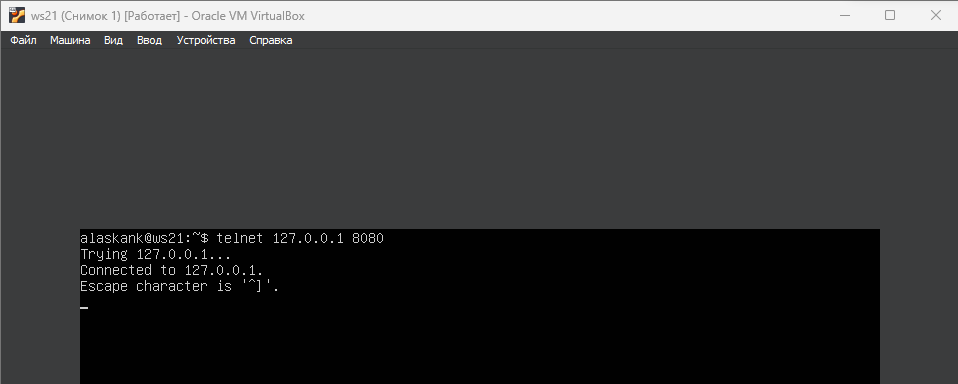 ws21 (Снимок 1) [Работает] - Oracle VM VirtualBox
Файл Машина Вид Ввод Устройства Справка
alaskank@ws21:~$ telnet 127.0.0.1 8080
Trying 127.0.0.1...
Connected to 127.0.0.1.
Escape character is '^]'.